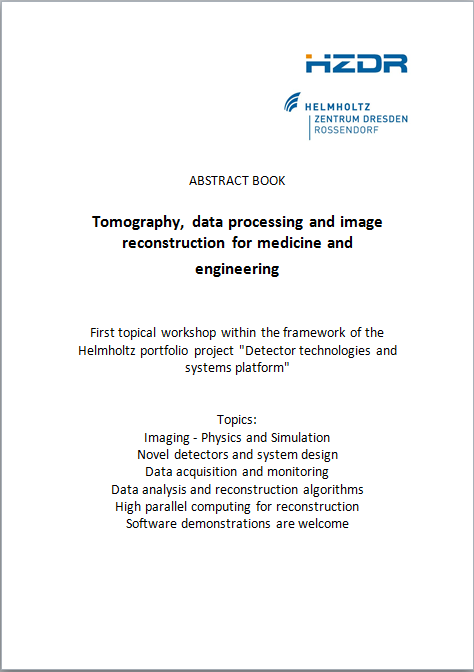 HZDR
HELMHOLTZ
ZENTRUM DRESDEN
ROSSENDORF
ABSTRACT BOOK
Tomography, data processing and image
reconstruction for medicine and
engineering
First topical workshop within the framework of the
Helmholtz portfolio project "Detector technologies and
systems platform"
Topics:
Imaging - Physics and Simulation
Novel detectors and system design
Data acquisition and monitoring
Data analysis and reconstruction algorithms
High parallel computing for reconstruction
Software demonstrations are welcome